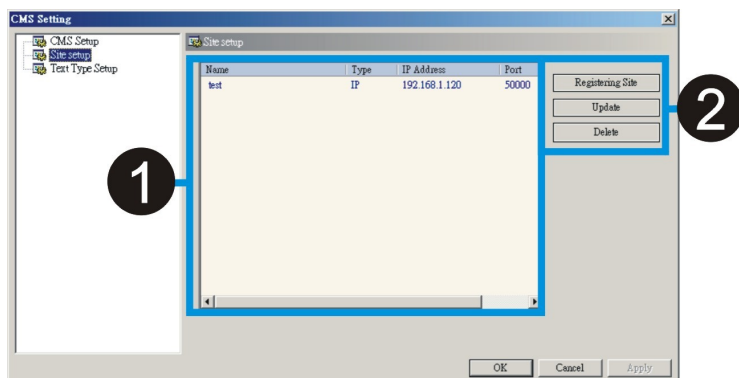 CMS Setting
CMS Setup
Site setup
Text Type Setup
Site setup
Name Type IP Address Port
test IP 192.168.1.120 50000
Registering Site
Update
Delete
1
2
OK Cancel Apply